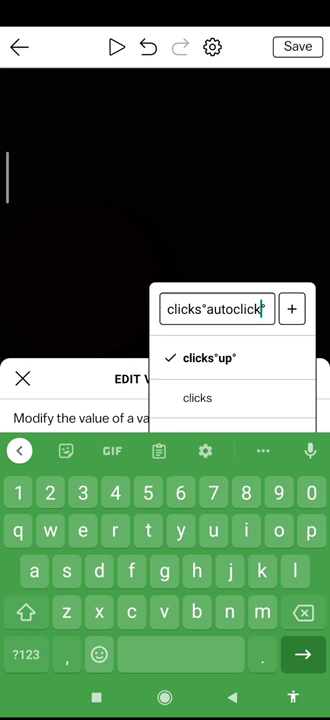 Save
clicks°autoclick°
+
clicks°up°
clicks
EDIT V
Modify the value of a va
GIF
1 2 3 4 5 6 7 8 9 0
q w e r t y u i o p
a s d f g h j k l
z x c v b n m
?123 , .